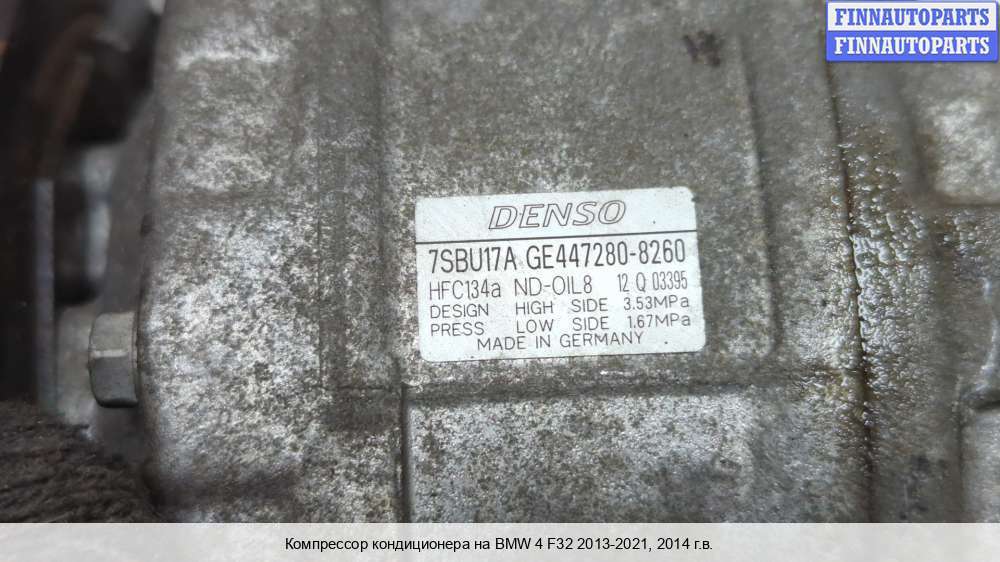 FINNAUTOPARTS
FINNAUTOPARTS
DENSO
7SBU17A GE447280-8260
HFC134a ND-OIL8 12 Q 03395
DESIGN HIGH SIDE 3.53MPa
PRESS LOW SIDE 1.67MPa
MADE IN GERMANY
Компрессор кондиционера на BMW 4 F32 2013-2021, 2014 г.в.